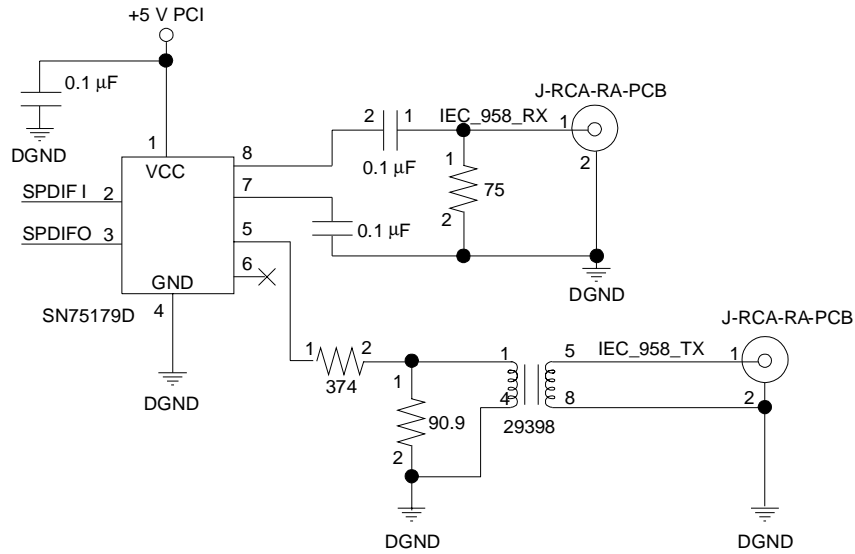 +5 V PCI
0.1 µF
DGND
1
VCC
8
7
5
6
SPDIF I 2
SPDIFO 3
GND
4
SN75179D
DGND
2 1
0.1 µF
IEC_958_RX
J-RCA-RA-PCB
1
2
1
75
2
0.1 µF
DGND
1 2
374
1
90.9
2
DGND
1
4
5
8
29398
IEC_958_TX
J-RCA-RA-PCB
1
2
DGND